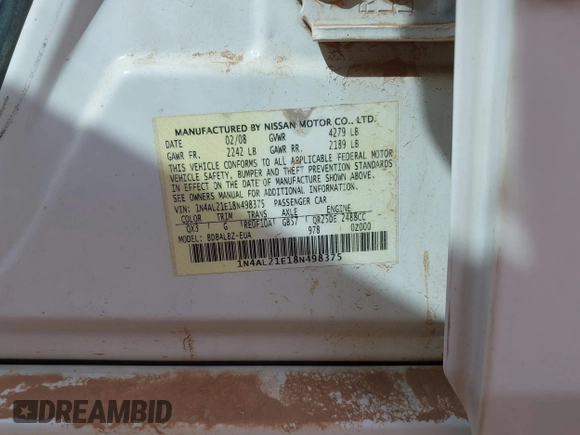 MANUFACTURED BY NISSAN MOTOR CO., LTD.
DATE 02/08 GVWR 4279 LB
GAWR FR. 2242 LB GAWR RR. 2189 LB
THIS VEHICLE CONFORMS TO ALL APPLICABLE FEDERAL MOTOR
VEHICLE SAFETY, BUMPER AND THEFT PREVENTION STANDARDS
IN EFFECT ON THE DATE OF MANUFACTURE SHOWN ABOVE.
SEE OWNERS MANUAL FOR ADDITIONAL INFORMATION.
VIN: 1N4AL21E18N498375 PASSENGER CAR
COLOR TRIM TRANS AXLE ENGINE
QX3 G RE0F10A GB37 QR25DE 2488CC
MODEL: BDBALBZ-EUA 978 02000
1N4AL21E18N498375
DREAMBID